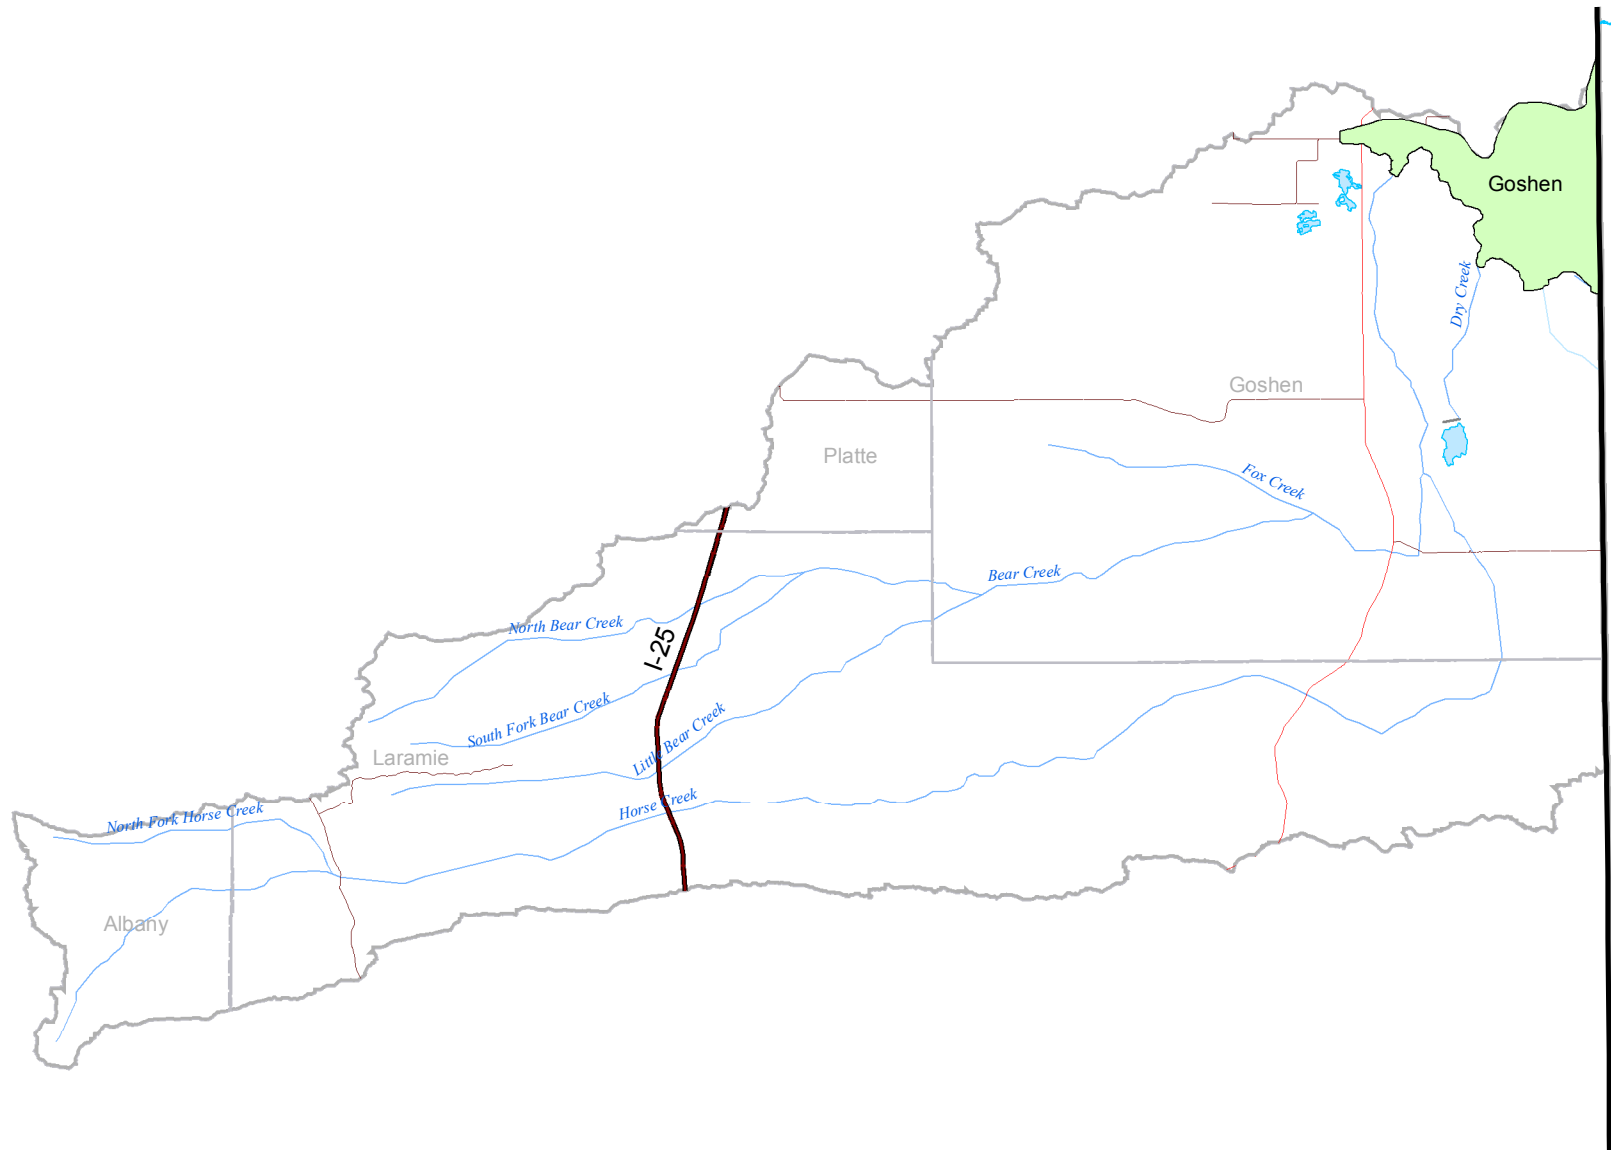 Goshen
Dry Creek
Goshen
Platte
Fox Creek
Bear Creek
North Bear Creek
I-25
South Fork Bear Creek
Little Bear Creek
Laramie
Horse Creek
North Fork Horse Creek
Albany